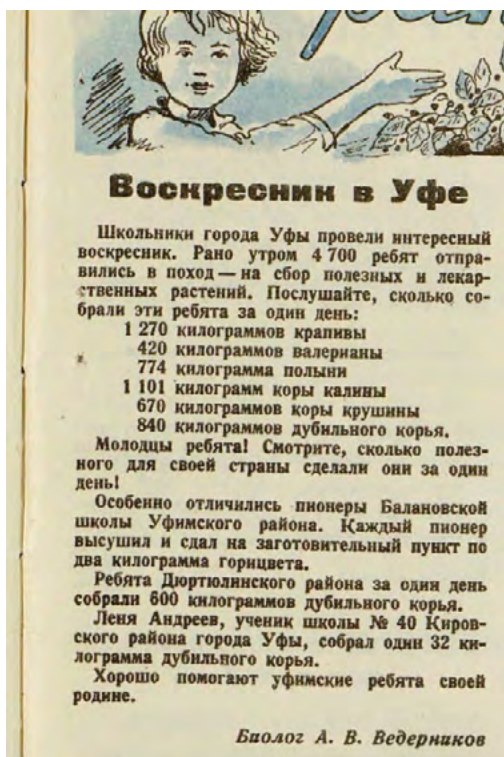 Воскресник в Уфе
Школьники города Уфы провели интересный
воскресник. Рано утром 4 700 ребят отпра-
вились в поход — на сбор полезных и лекар-
ственных растений. Послушайте, сколько со-
брали эти ребята за один день:
1 270 килограммов крапивы
420 килограммов валерианы
774 килограмма полыни
1 101 килограмм коры калины
670 килограммов коры крушины
840 килограммов дубильного корья.
Молодцы ребята! Смотрите, сколько полез-
ного для своей страны сделали они за один
день!
Особенно отличились пионеры Балановской
школы Уфимского района. Каждый пионер
высушил и сдал на заготовительный пункт по
два килограмма горицвета.
Ребята Дюртюлинского района за один день
собрали 600 килограммов дубильного корья.
Леня Андреев, ученик школы № 40 Киров-
ского района города Уфы, собрал один 32 ки-
лограмма дубильного корья.
Хорошо помогают уфимские ребята своей
родине.
Биолог А. В. Ведерников